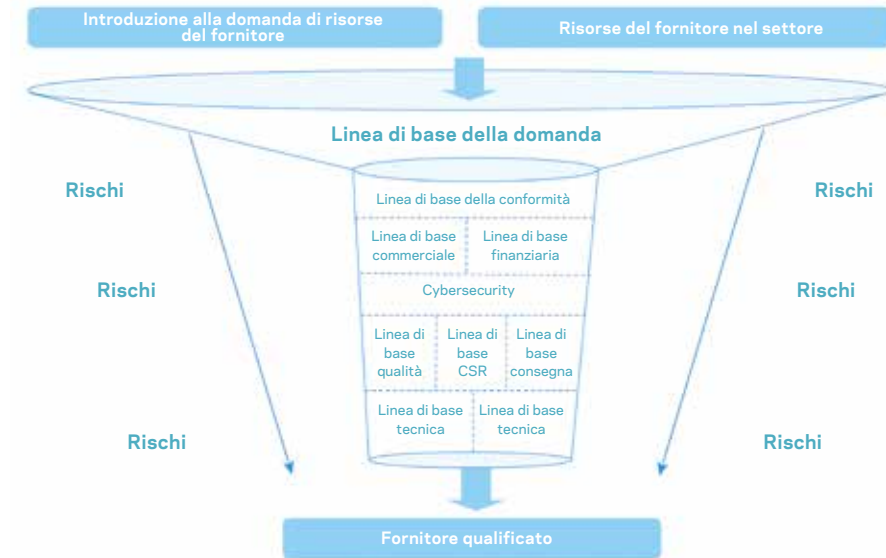 Introduzione alla domanda di risorse
del fornitore
Risorse del fornitore nel settore
Linea di base della domanda
Rischi
Rischi
Linea di base della conformità
Linea di base
commerciale
Linea di base
finanziaria
Rischi
Rischi
Cybersecurity
Linea di
base
qualità
Linea di
base
CSR
Linea di
base
consegna
Linea di base
tecnica
Linea di base
tecnica
Rischi
Rischi
Fornitore qualificato